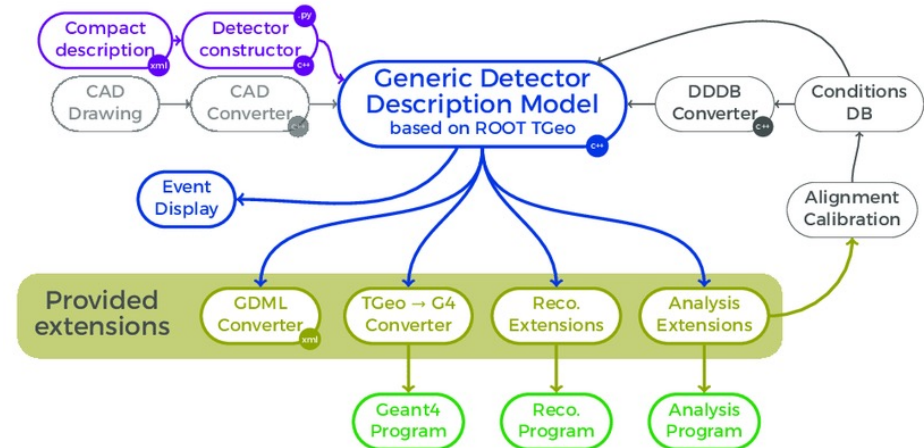 Compact
description
xml
.py
Detector
constructor
C++
CAD
Drawing
CAD
Converter
C++
Generic Detector
Description Model
based on ROOT TGeo
C++
DDDB
Converter
C++
Conditions
DB
Event
Display
Alignment
Calibration
Provided
extensions
GDML
Converter
xml
TGeo → G4
Converter
Reco.
Extensions
Analysis
Extensions
Geant4
Program
Reco.
Program
Analysis
Program